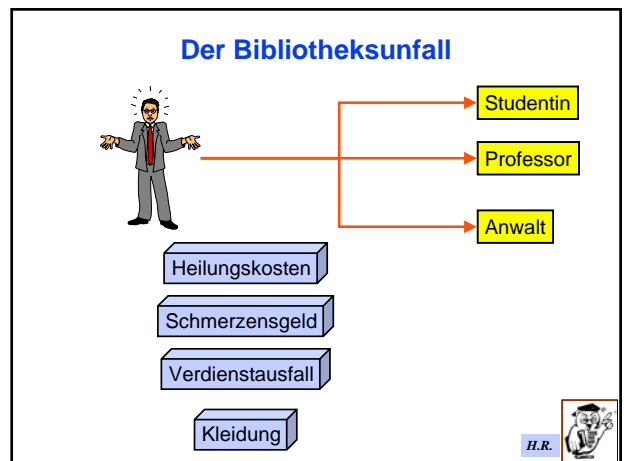 Der Bibliotheksunfall
Studentin
Professor
Anwalt
Heilungskosten
Schmerzensgeld
Verdienstausfall
Kleidung
H.R.